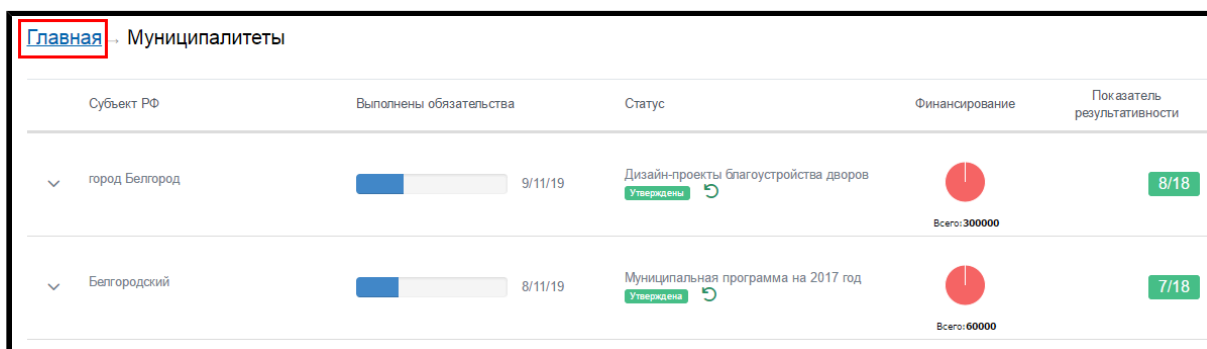 Главная → Муниципалитеты
Субъект РФ Выполнены обязательства Статус Финансирование Показатель результативности
город Белгород 9/11/19 Дизайн-проекты благоустройства дворов 8/18
Утверждены
Всего:300000
Белгородский 8/11/19 Муниципальная программа на 2017 год 7/18
Утверждена
Всего:60000